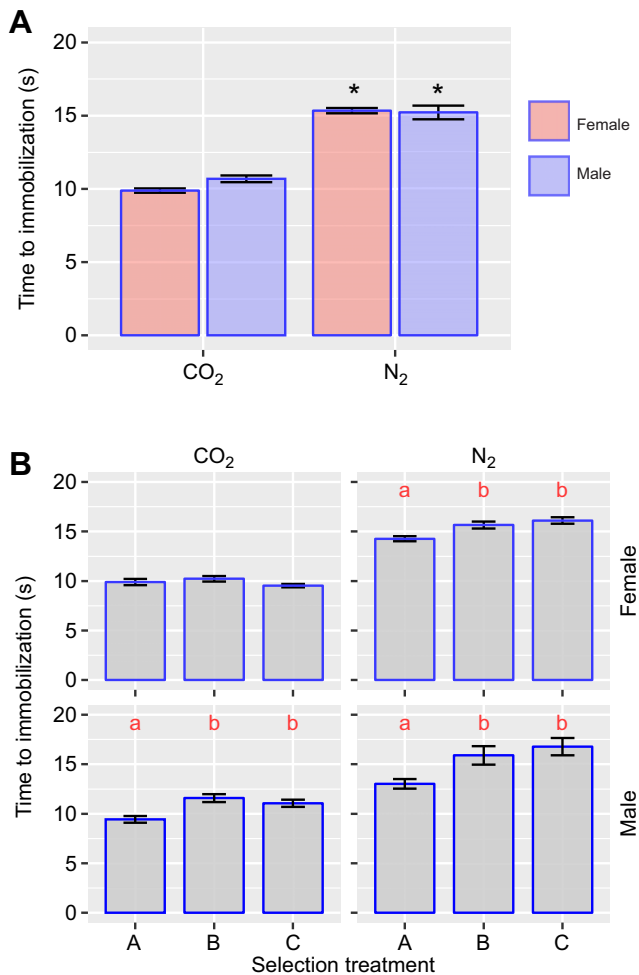 A
20
15
10
5
0
Time to immobilization (s)
* *
CO₂ N₂
Female
Male
B
CO₂ N₂
20
15
10
5
0
a b b
Female
20
15
10
5
0
a b b
a b b
Male
Time to immobilization (s)
A B C A B C
Selection treatment